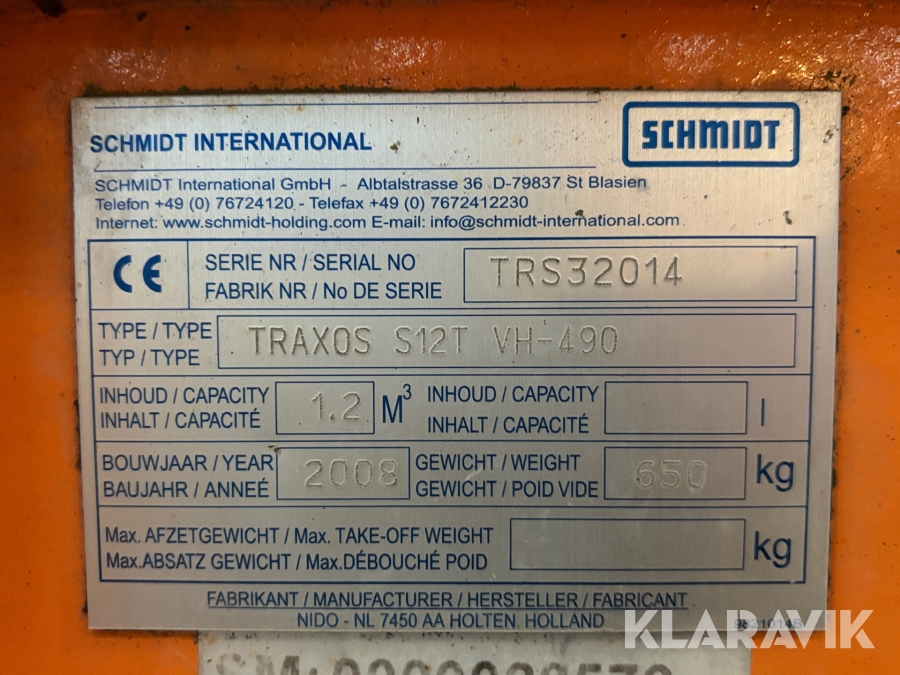 SCHMIDT INTERNATIONAL
SCHMIDT
SCHMIDT International GmbH - Albtalstrasse 36 D-79837 St Blasien
Telefon +49 (0) 76724120 - Telefax +49 (0) 7672412230
Internet: www.schmidt-holding.com E-mail: info@schmidt-international.com
CE
SERIE NR / SERIAL NO
FABRIK NR / No DE SERIE
TRS32014
TYPE / TYPE
TYP / TYPE
TRAXOS S12T VH-490
INHOUD / CAPACITY
INHALT / CAPACITÉ
1.2 M3
INHOUD / CAPACITY
INHALT / CAPACITÉ
l
BOUWJAAR / YEAR
BAUJAHR / ANNEÉ
2008
GEWICHT / WEIGHT
GEWICHT / POID VIDE
650 kg
Max. AFZETGEWICHT / Max. TAKE-OFF WEIGHT
Max.ABSATZ GEWICHT / Max.DÉBOUCHÉ POID
kg
FABRIKANT / MANUFACTURER / HERSTELLER / FABRICANT
NIDO - NL 7450 AA HOLTEN, HOLLAND
KLARAVIK